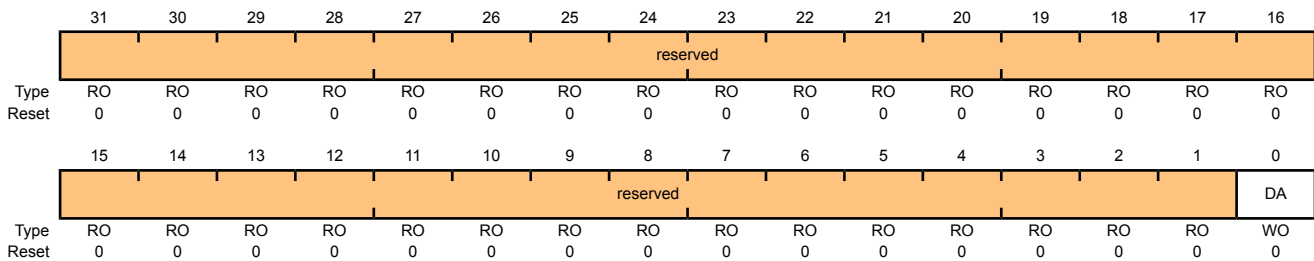 31 30 29 28 27 26 25 24 23 22 21 20 19 18 17 16
reserved
Type RO RO RO RO RO RO RO RO RO RO RO RO RO RO RO RO
Reset 0 0 0 0 0 0 0 0 0 0 0 0 0 0 0 0
15 14 13 12 11 10 9 8 7 6 5 4 3 2 1 0
reserved DA
Type RO RO RO RO RO RO RO RO RO RO RO RO RO RO RO WO
Reset 0 0 0 0 0 0 0 0 0 0 0 0 0 0 0 0